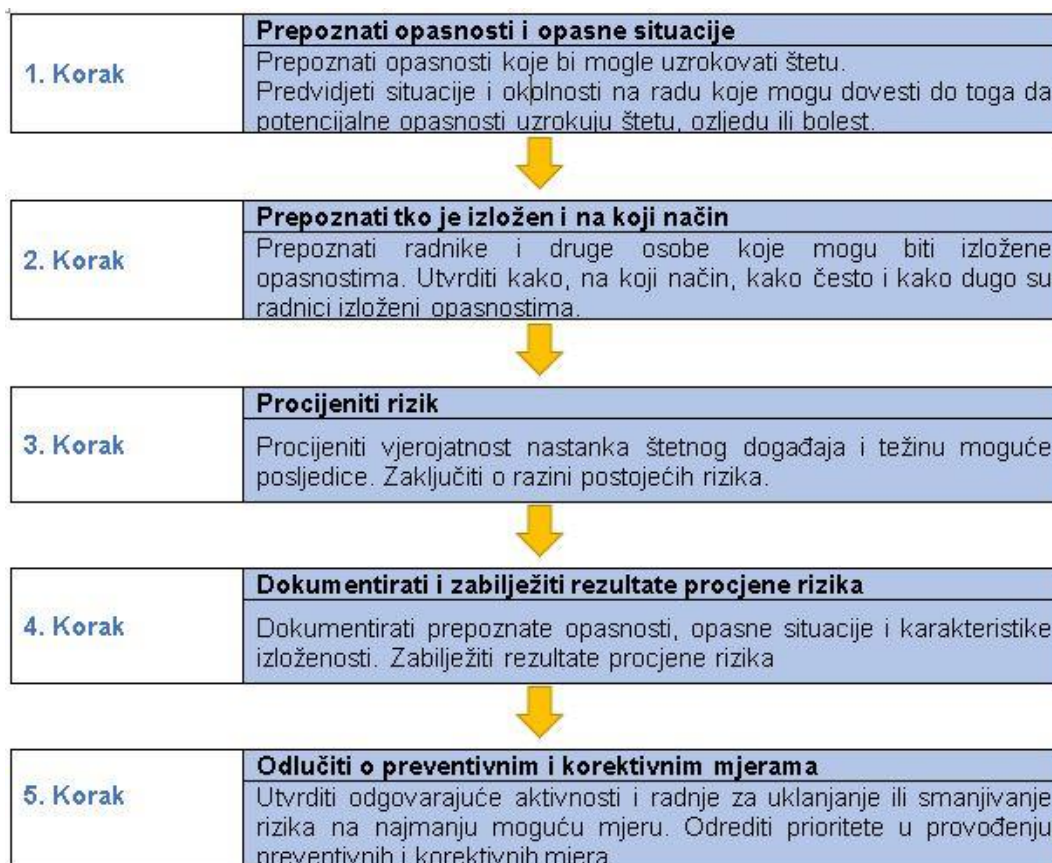 1. Korak
Prepoznati opasnosti i opasne situacije
Prepoznati opasnosti koje bi mogle uzrokovati štetu.
Predvidjeti situacije i okolnosti na radu koje mogu dovesti do toga da
potencijalne opasnosti uzrokuju štetu, ozljedu ili bolest.
2. Korak
Prepoznati tko je izložen i na koji način
Prepoznati radnike i druge osobe koje mogu biti izložene
opasnostima. Utvrditi kako, na koji način, kako često i kako dugo su
radnici izloženi opasnostima.
3. Korak
Procijeniti rizik
Procijeniti vjerojatnost nastanka štetnog događaja i težinu moguće
posljedice. Zaključiti o razini postojećih rizika.
4. Korak
Dokumentirati i zabilježiti rezultate procjene rizika
Dokumentirati prepoznate opasnosti, opasne situacije i karakteristike
izloženosti. Zabilježiti rezultate procjene rizika
5. Korak
Odlučiti o preventivnim i korektivnim mjerama
Utvrditi odgovarajuće aktivnosti i radnje za uklanjanje ili smanjivanje
rizika na najmanju moguću mjeru. Odrediti prioritete u provođenju
preventivnih i korektivnih mjera